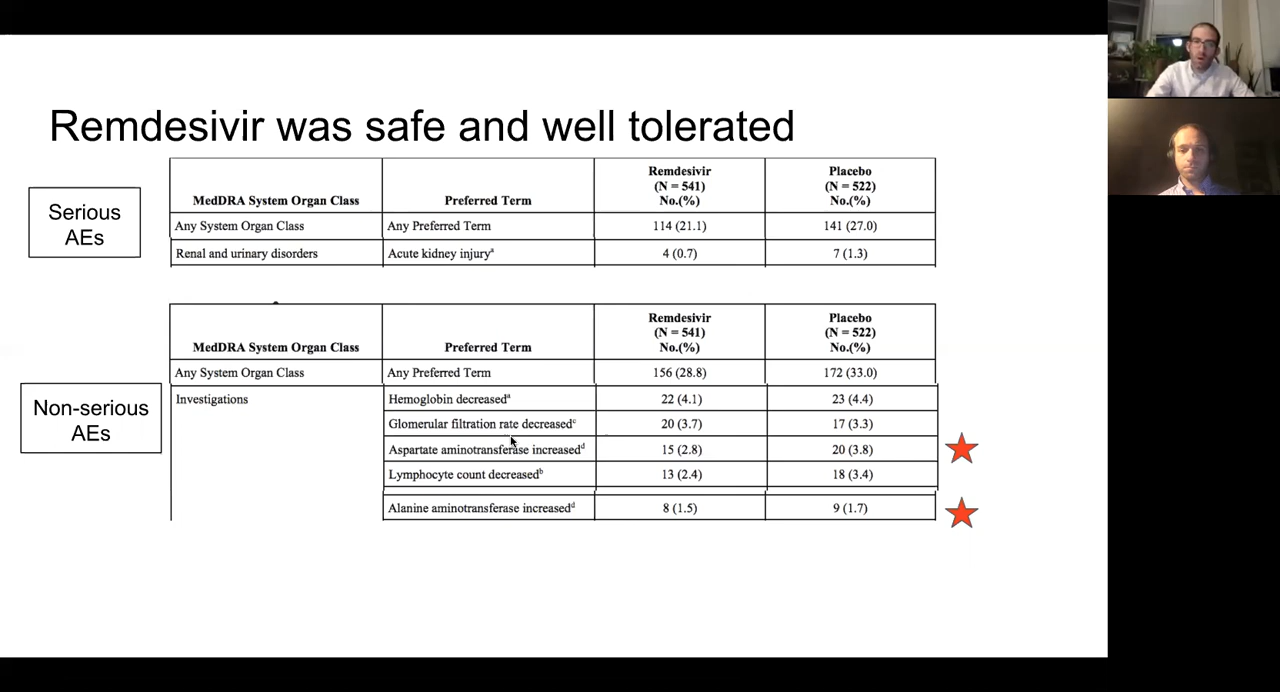 Remdesivir was safe and well tolerated
Serious
AEs
MedDRA System Organ Class Preferred Term Remdesivir (N = 541) No.(%) Placebo (N = 522) No.(%)
Any System Organ Class Any Preferred Term 114 (21.1) 141 (27.0)
Renal and urinary disorders Acute kidney injuryᵃ 4 (0.7) 7 (1.3)
Non-serious
AEs
MedDRA System Organ Class Preferred Term Remdesivir (N = 541) No.(%) Placebo (N = 522) No.(%)
Any System Organ Class Any Preferred Term 156 (28.8) 172 (33.0)
Investigations Hemoglobin decreasedᵃ 22 (4.1) 23 (4.4)
Glomerular filtration rate decreasedᶜ 20 (3.7) 17 (3.3)
Aspartate aminotransferase increasedᵈ 15 (2.8) 20 (3.8)
Lymphocyte count decreasedᵇ 13 (2.4) 18 (3.4)
Alanine aminotransferase increasedᵈ 8 (1.5) 9 (1.7)